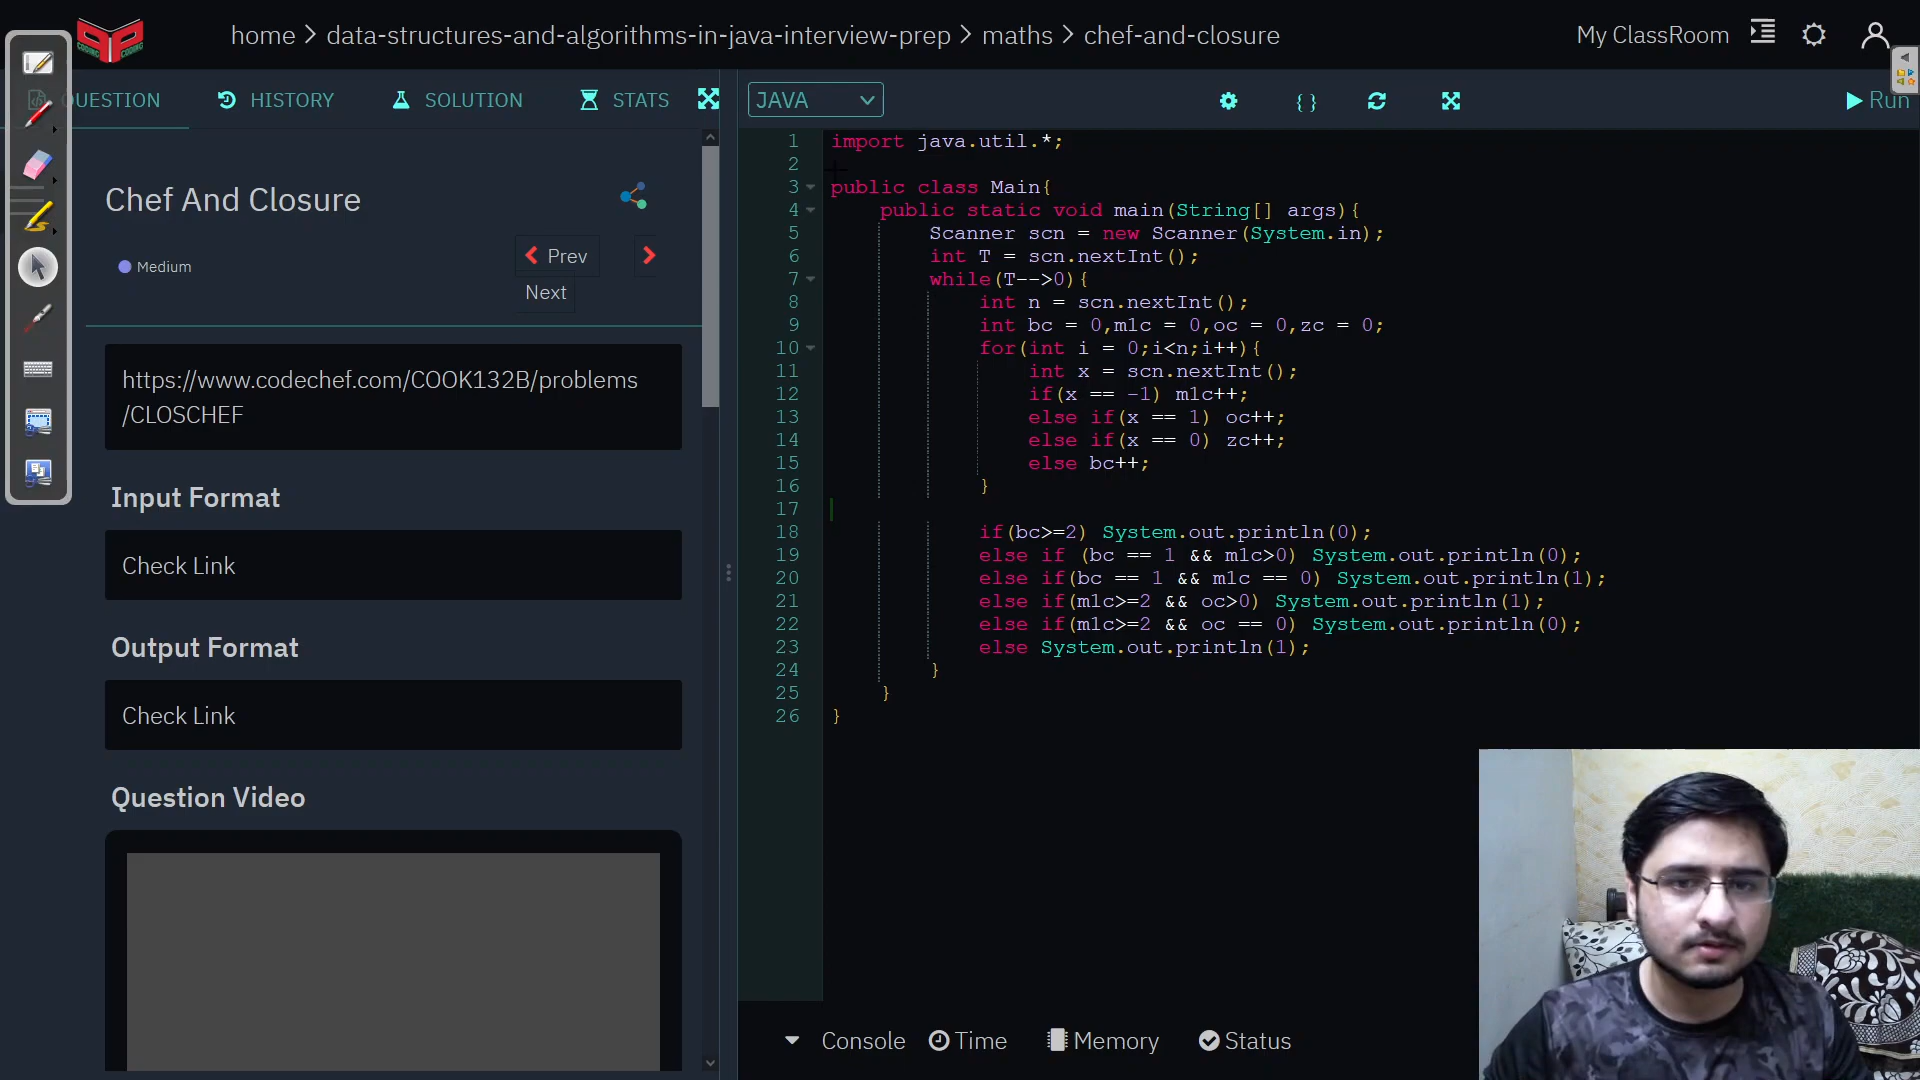 home > data-structures-and-algorithms-in-java-interview-prep > maths > chef-and-closure
My ClassRoom
UESTION
HISTORY
SOLUTION
STATS
JAVA
{ }
Run
Chef And Closure
Medium
Prev
Next
https://www.codechef.com/COOK132B/problems
/CLOSCHEF
Input Format
Check Link
Output Format
Check Link
Question Video
1 import java.util.*;
2
3 public class Main{
4 public static void main(String[] args){
5 Scanner scn = new Scanner(System.in);
6 int T = scn.nextInt();
7 while(T-->0){
8 int n = scn.nextInt();
9 int bc = 0,m1c = 0,oc = 0,zc = 0;
10 for(int i = 0;i<n;i++){
11 int x = scn.nextInt();
12 if(x == -1) m1c++;
13 else if(x == 1) oc++;
14 else if(x == 0) zc++;
15 else bc++;
16 }
17
18 if(bc>=2) System.out.println(0);
19 else if (bc == 1 && m1c>0) System.out.println(0);
20 else if(bc == 1 && m1c == 0) System.out.println(1);
21 else if(m1c>=2 && oc>0) System.out.println(1);
22 else if(m1c>=2 && oc == 0) System.out.println(0);
23 else System.out.println(1);
24 }
25 }
26 }
Console
Time
Memory
Status